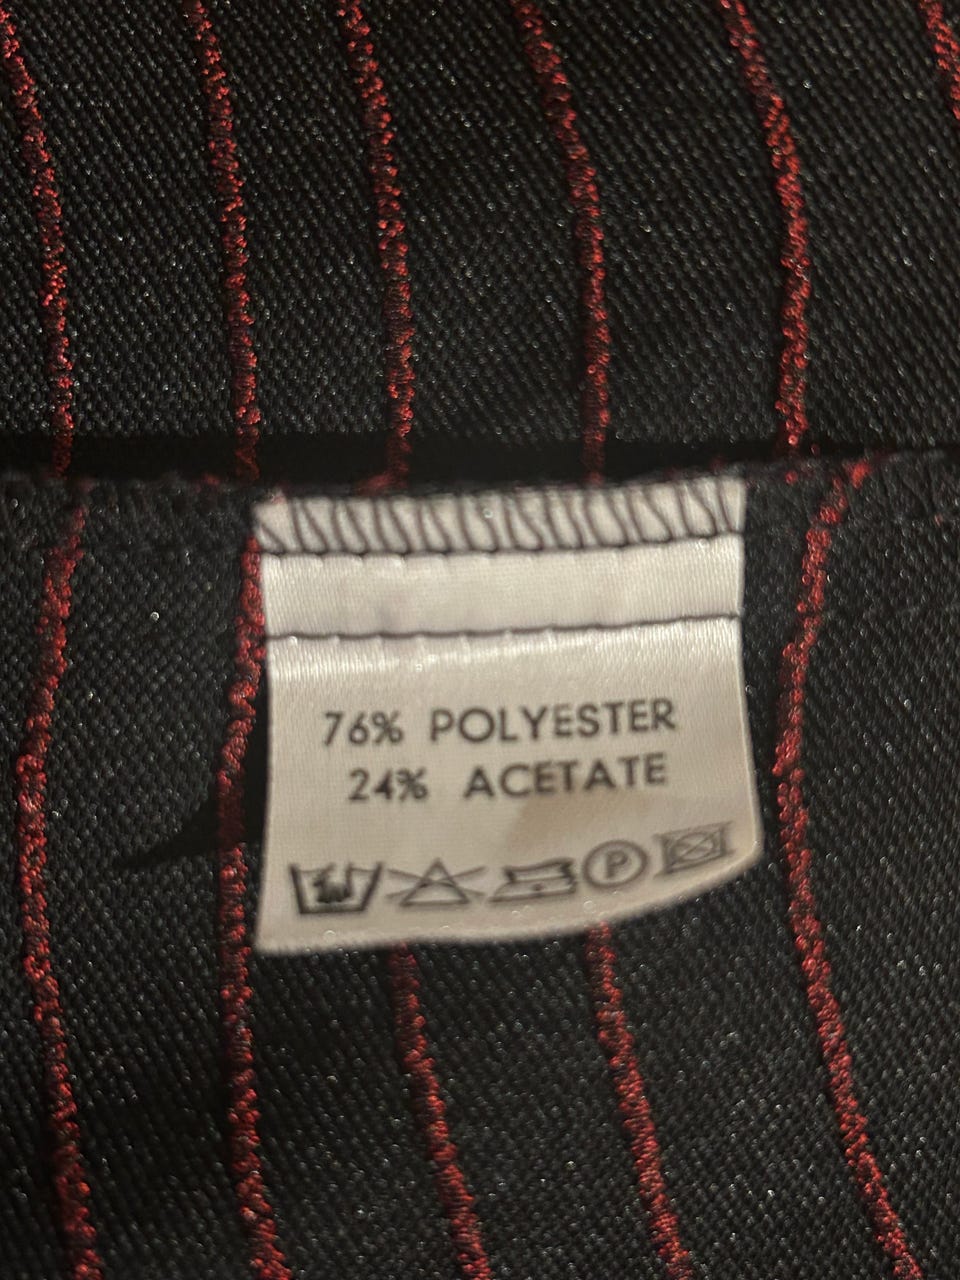 76% POLYESTER
24% ACETATE
P